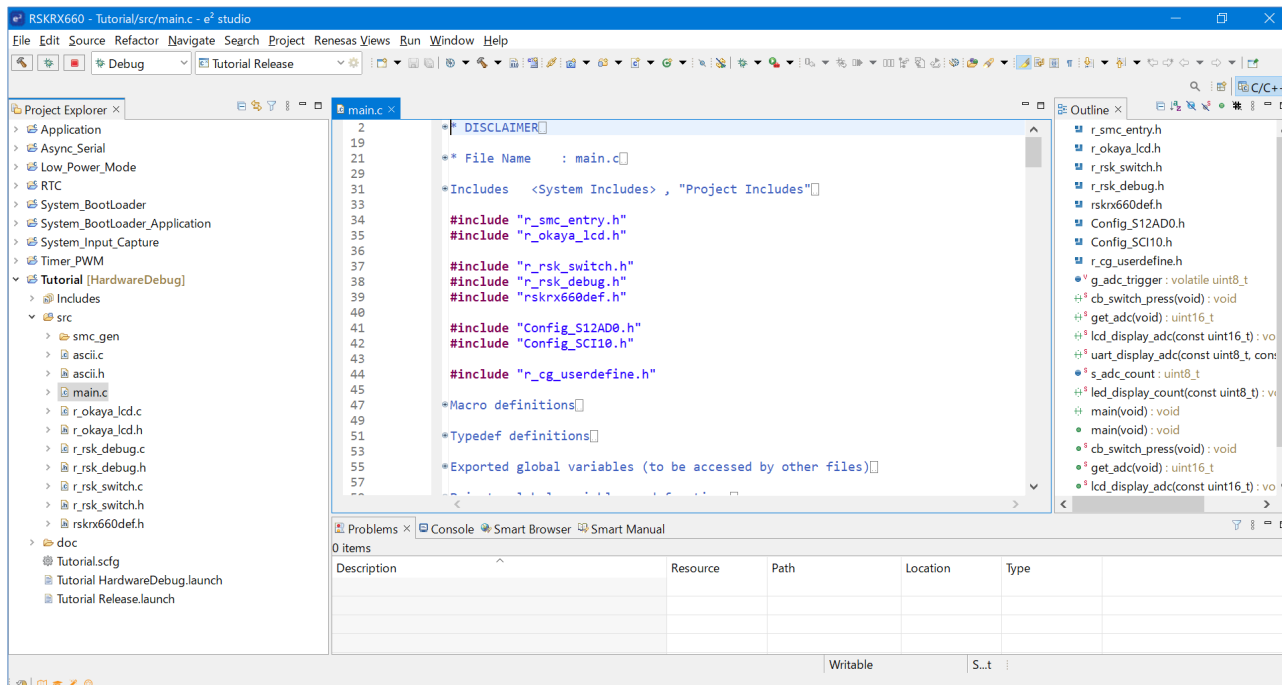 RSKRX660 - Tutorial/src/main.c - e² studio
File Edit Source Refactor Navigate Search Project Renesas Views Run Window Help
Debug Tutorial Release
C/C+
Project Explorer
Application
Async_Serial
Low_Power_Mode
RTC
System_BootLoader
System_BootLoader_Application
System_Input_Capture
Timer_PWM
Tutorial [HardwareDebug]
Includes
src
smc_gen
ascii.c
ascii.h
main.c
r_okaya_lcd.c
r_okaya_lcd.h
r_rsk_debug.c
r_rsk_debug.h
r_rsk_switch.c
r_rsk_switch.h
rskrx660def.h
doc
Tutorial.scfg
Tutorial HardwareDebug.launch
Tutorial Release.launch
main.c
2 * DISCLAIMER
19
21 * File Name    : main.c
29
31 Includes   <System Includes> , "Project Includes"
33
34 #include "r_smc_entry.h"
35 #include "r_okaya_lcd.h"
36
37 #include "r_rsk_switch.h"
38 #include "r_rsk_debug.h"
39 #include "rskrx660def.h"
40
41 #include "Config_S12AD0.h"
42 #include "Config_SCI10.h"
43
44 #include "r_cg_userdefine.h"
45
47 Macro definitions
49
51 Typedef definitions
53
55 Exported global variables (to be accessed by other files)
57
Outline
r_smc_entry.h
r_okaya_lcd.h
r_rsk_switch.h
r_rsk_debug.h
rskrx660def.h
Config_S12AD0.h
Config_SCI10.h
r_cg_userdefine.h
g_adc_trigger : volatile uint8_t
cb_switch_press(void) : void
get_adc(void) : uint16_t
lcd_display_adc(const uint16_t) : vo
uart_display_adc(const uint8_t, cons
s_adc_count : uint8_t
led_display_count(const uint8_t) : v
main(void) : void
main(void) : void
cb_switch_press(void) : void
get_adc(void) : uint16_t
lcd_display_adc(const uint16_t) : vo
Problems Console Smart Browser Smart Manual
0 items
Description Resource Path Location Type
Writable S...t